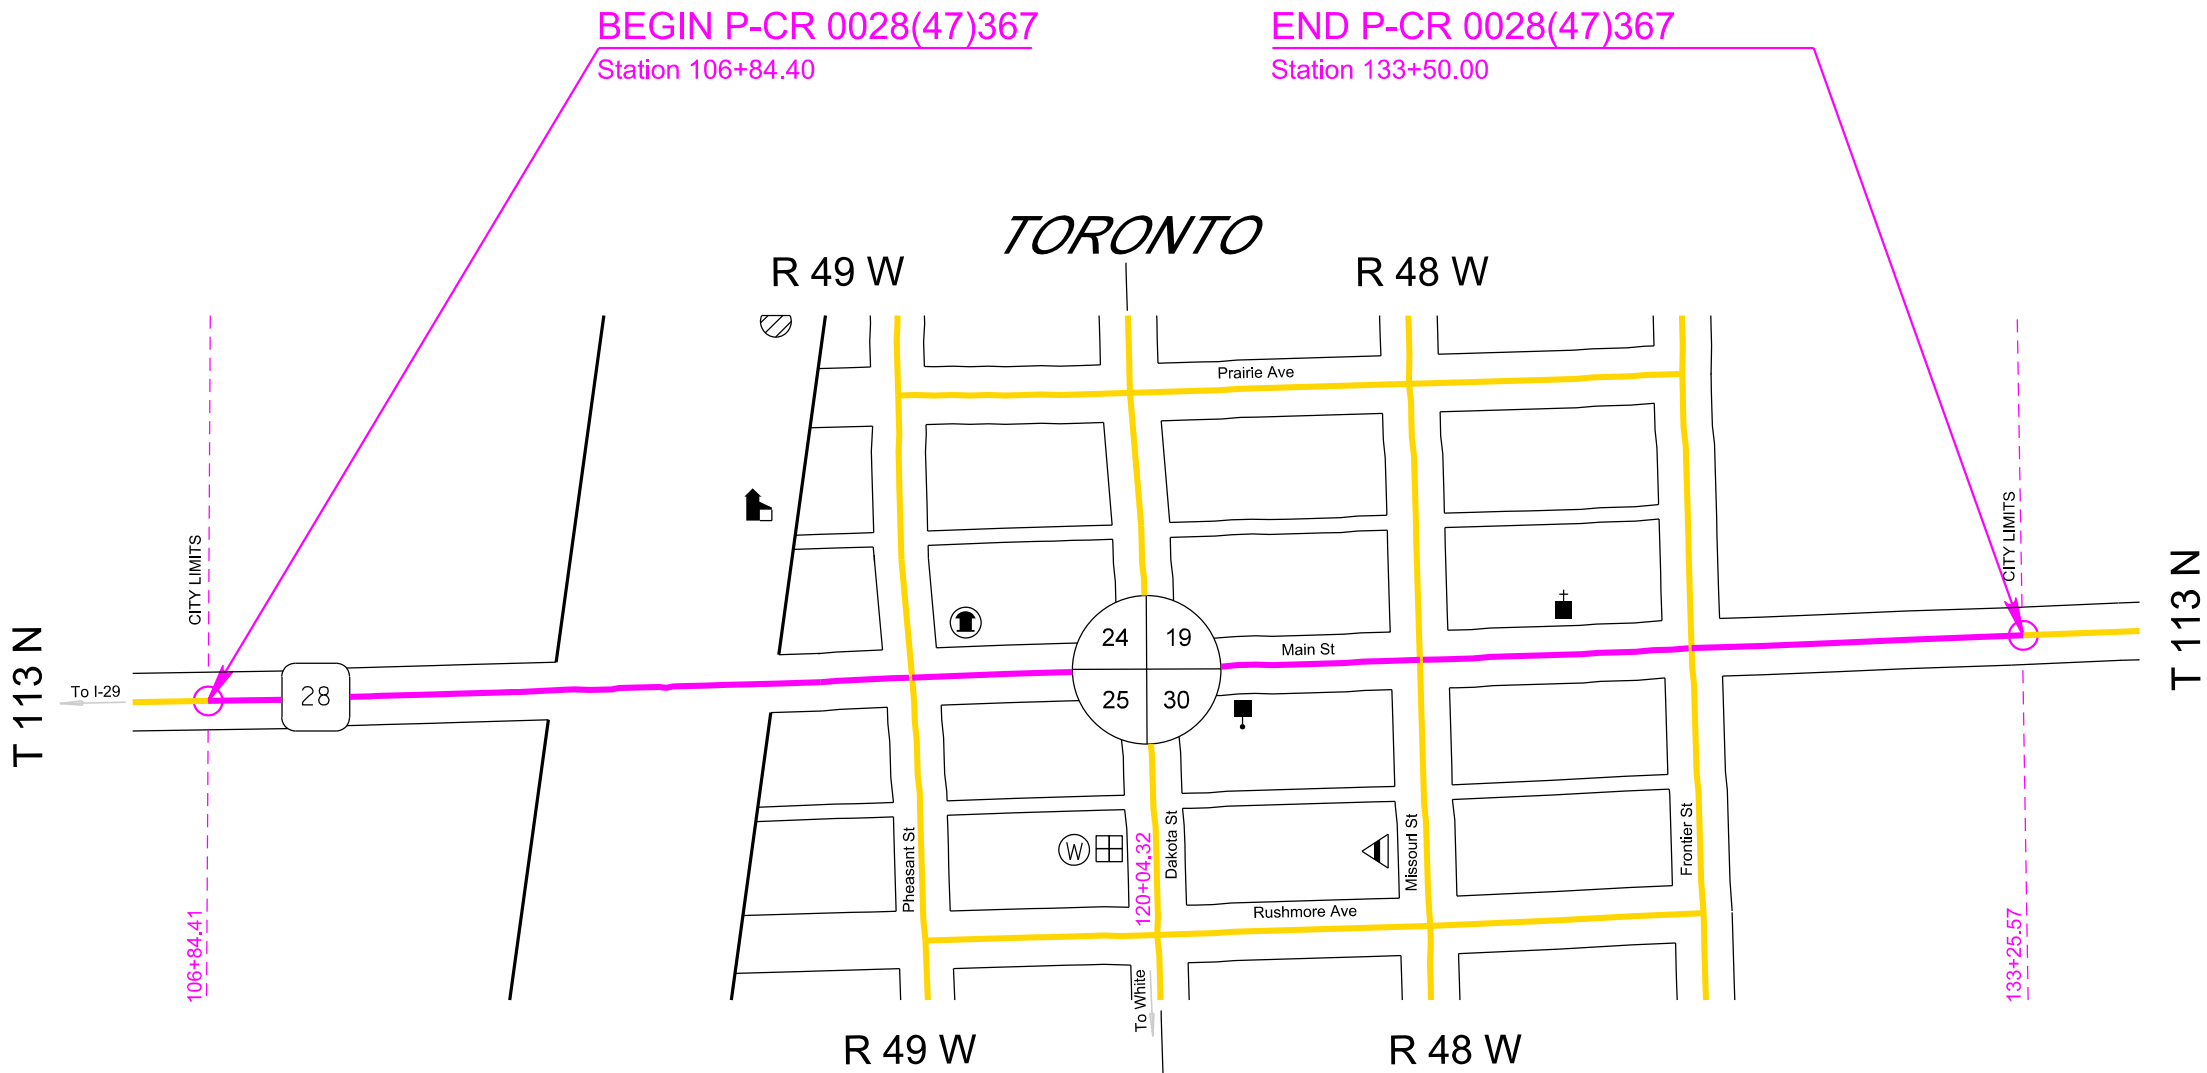 BEGIN P-CR 0028(47)367
Station 106+84.40
END P-CR 0028(47)367
Station 133+50.00
TORONTO
R 49 W
R 48 W
Prairie Ave
CITY LIMITS
CITY LIMITS
T 113 N
T 113 N
To I-29
28
24
19
25
30
Main St
Pheasant St
120+04.32
Dakota St
Missouri St
Frontier St
Rushmore Ave
106+84.41
133+25.57
To White
R 49 W
R 48 W
W